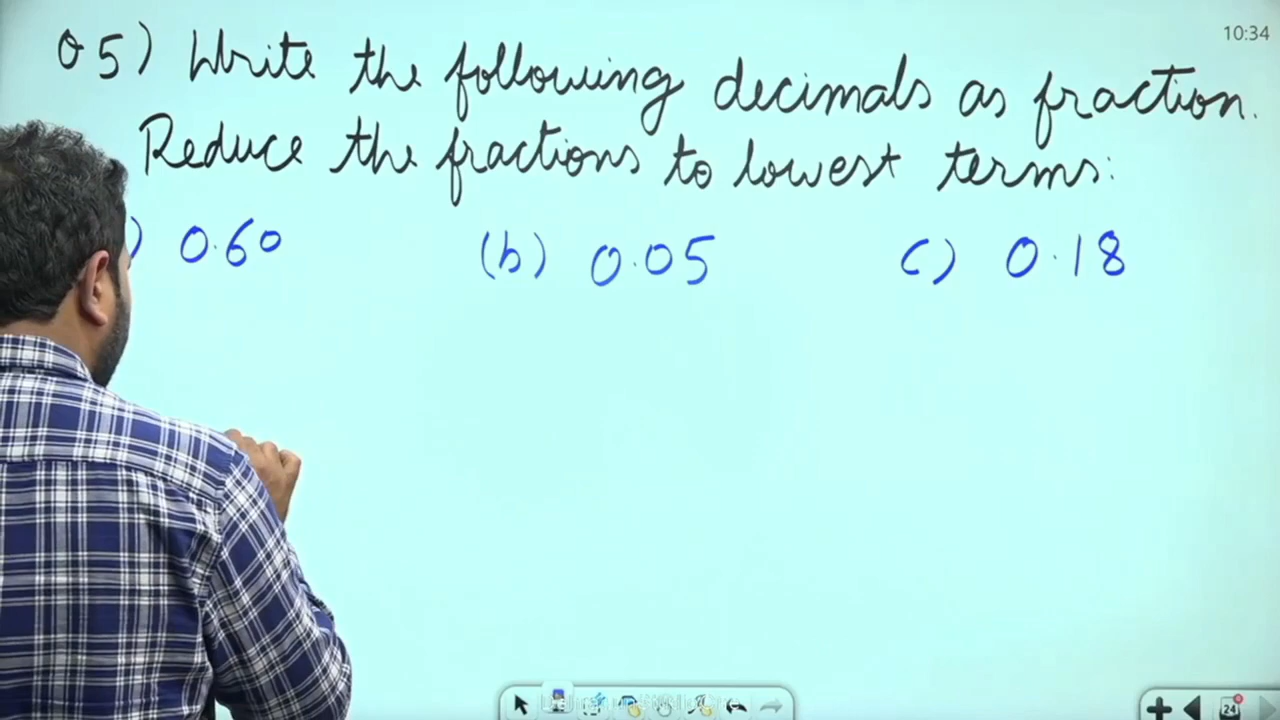 10:34
Q5) Write the following decimals as fraction.
Reduce the fractions to lowest terms:
) 0.60 (b) 0.05 c) 0.18
24